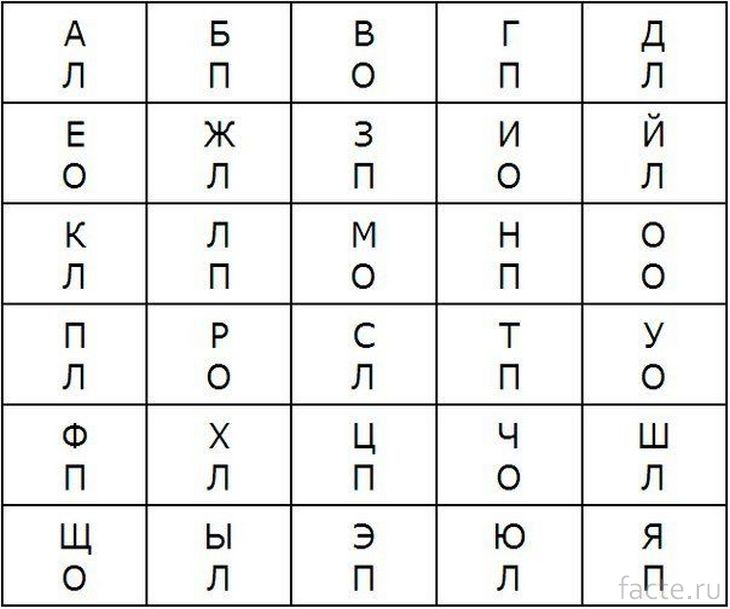 А Б В Г Д
Л П О П Л
Е Ж З И Й
О Л П О Л
К Л М Н О
Л П О П О
П Р С Т У
Л О Л П О
Ф Х Ц Ч Ш
П Л П О Л
Щ Ы Э Ю Я
О Л П Л П
facte.ru